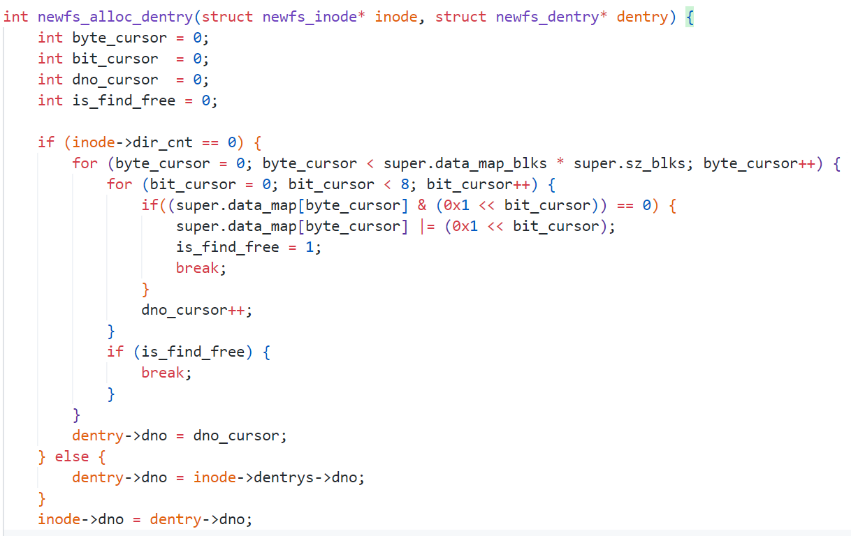 int newfs_alloc_dentry(struct newfs_inode* inode, struct newfs_dentry* dentry) {
    int byte_cursor = 0;
    int bit_cursor  = 0;
    int dno_cursor  = 0;
    int is_find_free = 0;

    if (inode->dir_cnt == 0) {
        for (byte_cursor = 0; byte_cursor < super.data_map_blks * super.sz_blks; byte_cursor++) {
            for (bit_cursor = 0; bit_cursor < 8; bit_cursor++) {
                if((super.data_map[byte_cursor] & (0x1 << bit_cursor)) == 0) {
                    super.data_map[byte_cursor] |= (0x1 << bit_cursor);
                    is_find_free = 1;
                    break;
                }
                dno_cursor++;
            }
            if (is_find_free) {
                break;
            }
        }
        dentry->dno = dno_cursor;
    } else {
        dentry->dno = inode->dentrys->dno;
    }
    inode->dno = dentry->dno;